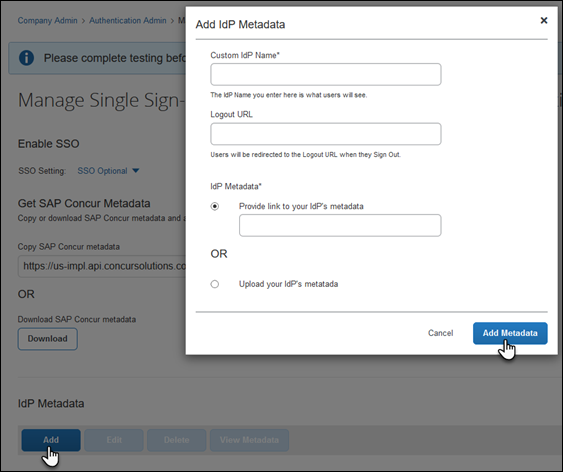 Company Admin > Authentication Admin > M
Please complete testing befo
Manage Single Sign-
Enable SSO
SSO Setting: SSO Optional
Get SAP Concur Metadata
Copy or download SAP Concur metadata and a
Copy SAP Concur metadata
https://us-impl.api.concursolutions.co
OR
Download SAP Concur metadata
Download
IdP Metadata
Add Edit Delete View Metadata
Add IdP Metadata
Custom IdP Name*
The IdP Name you enter here is what users will see.
Logout URL
Users will be redirected to the Logout URL when they Sign Out.
IdP Metadata*
Provide link to your IdP's metadata
OR
Upload your IdP's metatada
Cancel Add Metadata